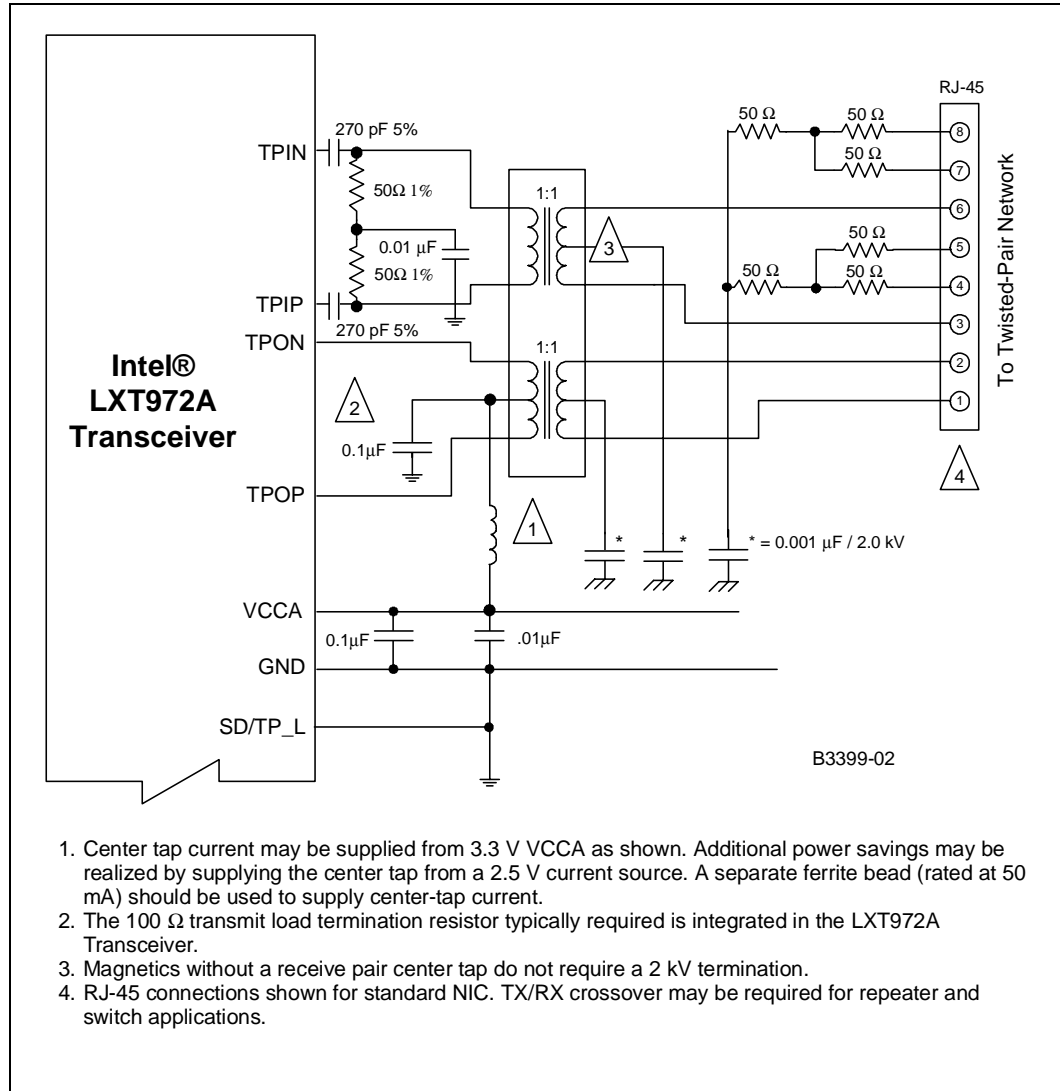 RJ-45
50 Ω
50 Ω
8
50 Ω
7
270 pF 5%
TPIN
50Ω 1%
1:1
6
3
50 Ω
5
0.01 µF
50Ω 1%
50 Ω
50 Ω
4
TPIP
270 pF 5%
3
TPON
1:1
2
Intel®
LXT972A
Transceiver
2
1
To Twisted-Pair Network
0.1µF
4
TPOP
1
*
*
* = 0.001 µF / 2.0 kV
VCCA
0.1µF
.01µF
GND
SD/TP_L
B3399-02
1. Center tap current may be supplied from 3.3 V VCCA as shown. Additional power savings may be
realized by supplying the center tap from a 2.5 V current source. A separate ferrite bead (rated at 50
mA) should be used to supply center-tap current.
2. The 100 Ω transmit load termination resistor typically required is integrated in the LXT972A
Transceiver.
3. Magnetics without a receive pair center tap do not require a 2 kV termination.
4. RJ-45 connections shown for standard NIC. TX/RX crossover may be required for repeater and
switch applications.